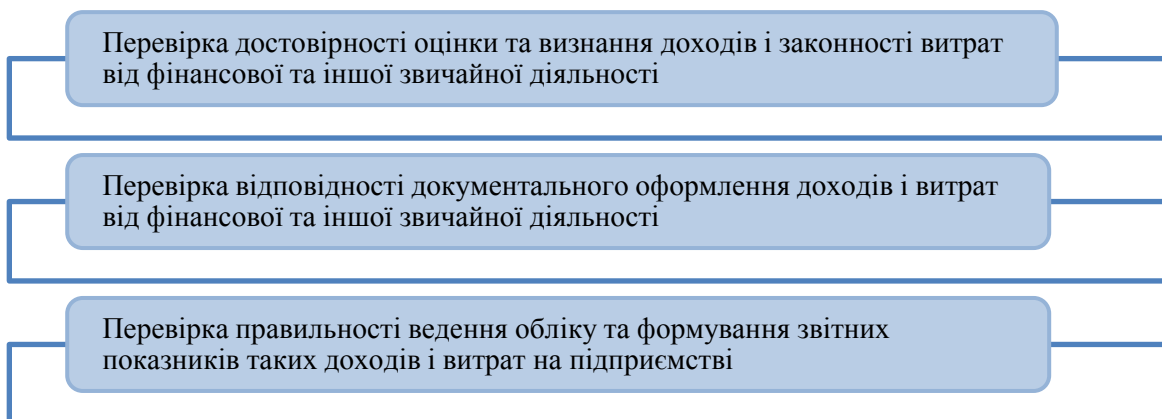 Перевірка достовірності оцінки та визнання доходів і законності витрат
від фінансової та іншої звичайної діяльності
Перевірка відповідності документального оформлення доходів і витрат
від фінансової та іншої звичайної діяльності
Перевірка правильності ведення обліку та формування звітних
показників таких доходів і витрат на підприємстві